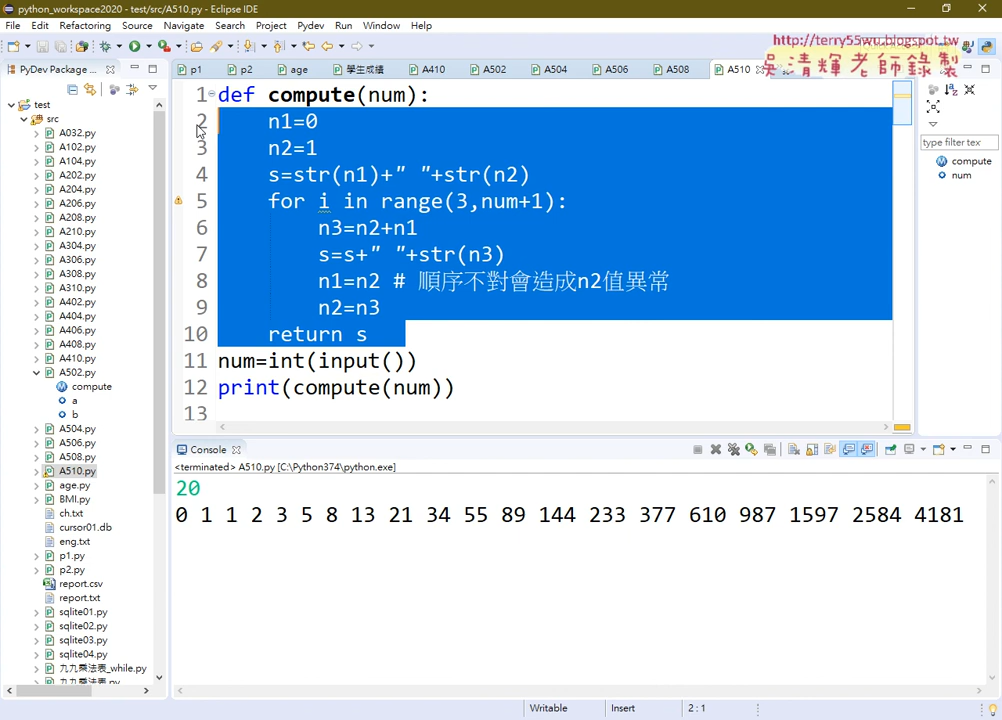 python_workspace2020 - test/src/A510.py - Eclipse IDE
File Edit Refactoring Source Navigate Search Project Pydev Run Window Help
http://terry55wu.blogspot.tw
吳清輝老師錄製
PyDev Package ...
p1 p2 age 學生成績 A410 A502 A504 A506 A508 A510
test
src
A032.py
A102.py
A104.py
A202.py
A204.py
A206.py
A208.py
A210.py
A304.py
A306.py
A308.py
A310.py
A402.py
A404.py
A406.py
A408.py
A410.py
A502.py
compute
a
b
A504.py
A506.py
A508.py
A510.py
age.py
BMI.py
ch.txt
cursor01.db
eng.txt
p1.py
p2.py
report.csv
report.txt
sqlite01.py
sqlite02.py
sqlite03.py
sqlite04.py
九九乘法表_while.py
九九乘法表.py
1 def compute(num):
2 n1=0
3 n2=1
4 s=str(n1)+" "+str(n2)
5 for i in range(3,num+1):
6 n3=n2+n1
7 s=s+" "+str(n3)
8 n1=n2 # 順序不對會造成n2值異常
9 n2=n3
10 return s
11 num=int(input())
12 print(compute(num))
13
type filter tex
compute
num
Console
<terminated> A510.py [C:\Python374\python.exe]
20
0 1 1 2 3 5 8 13 21 34 55 89 144 233 377 610 987 1597 2584 4181
Writable Insert 2 : 1